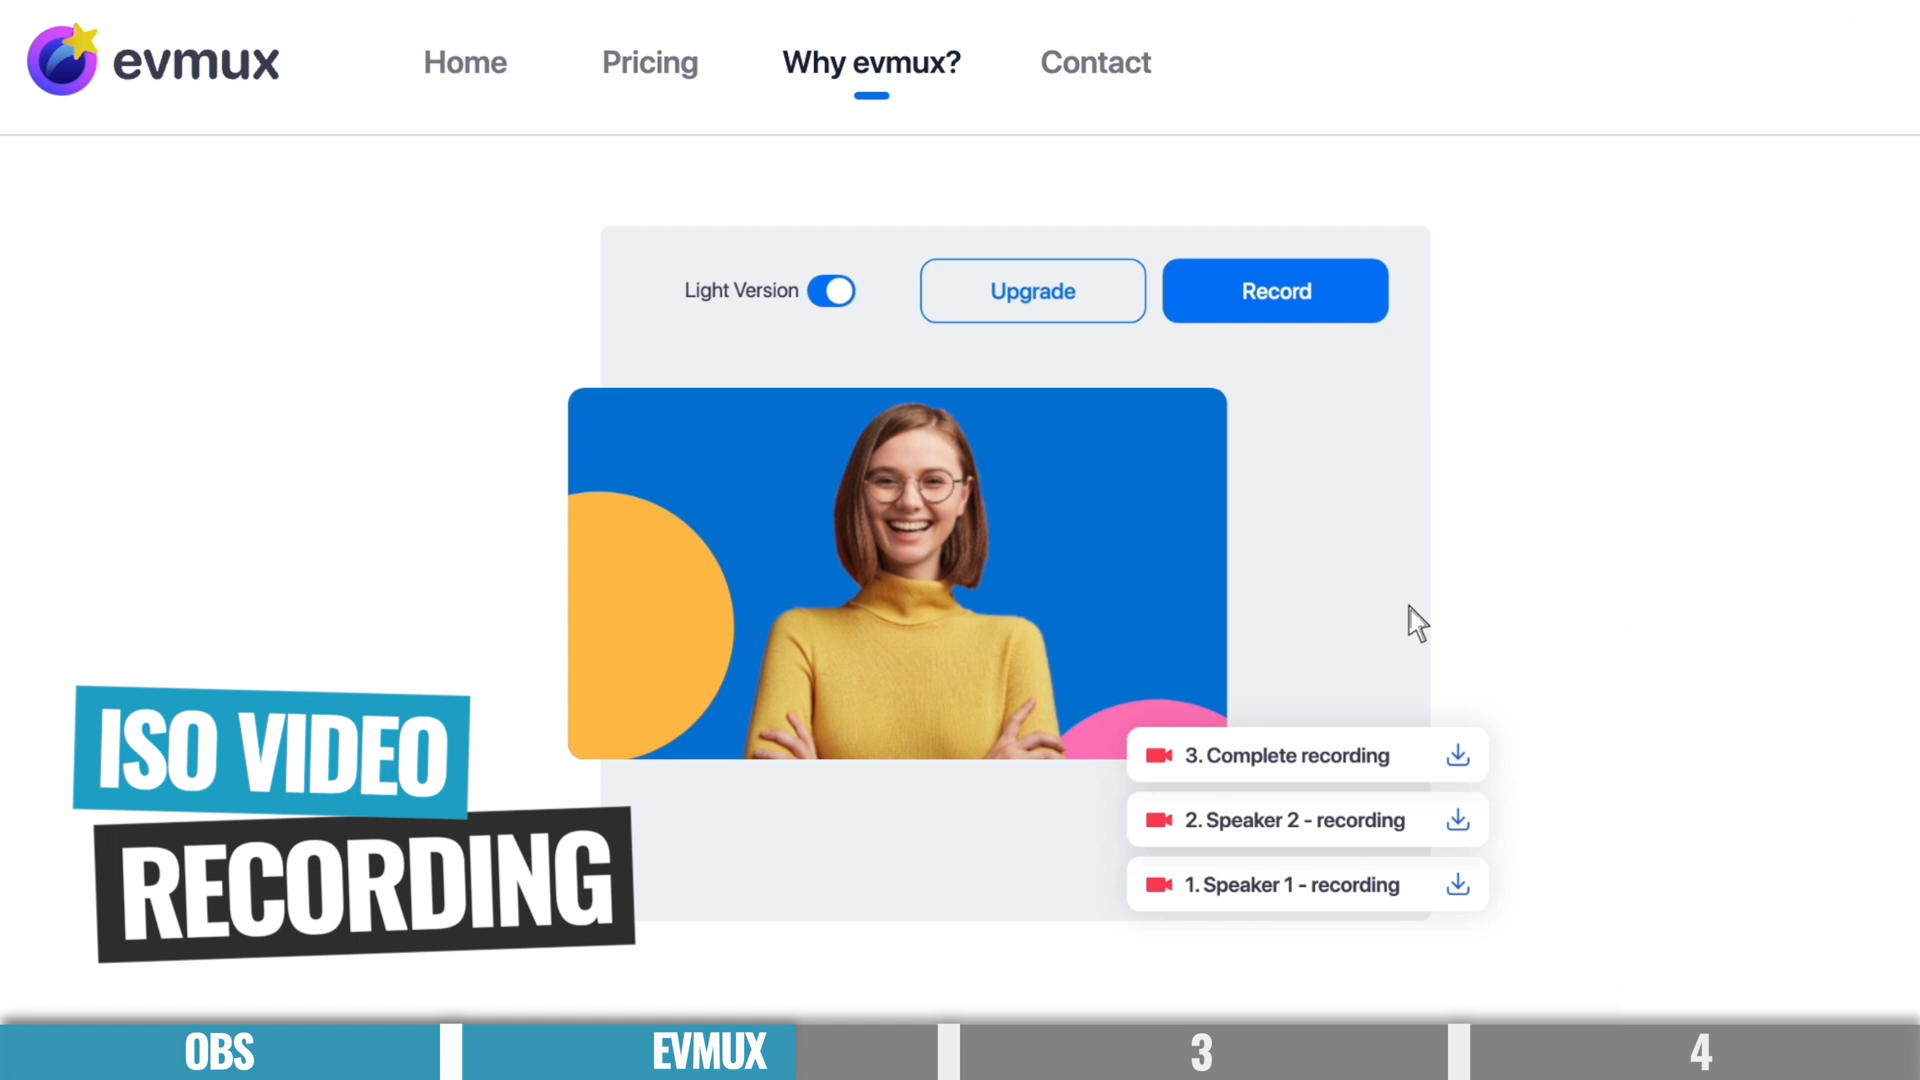 evmux
Home
Pricing
Why evmux?
Contact
Light Version
Upgrade
Record
3. Complete recording
2. Speaker 2 - recording
1. Speaker 1 - recording
ISO VIDEO
RECORDING
OBS
EVMUX
3
4